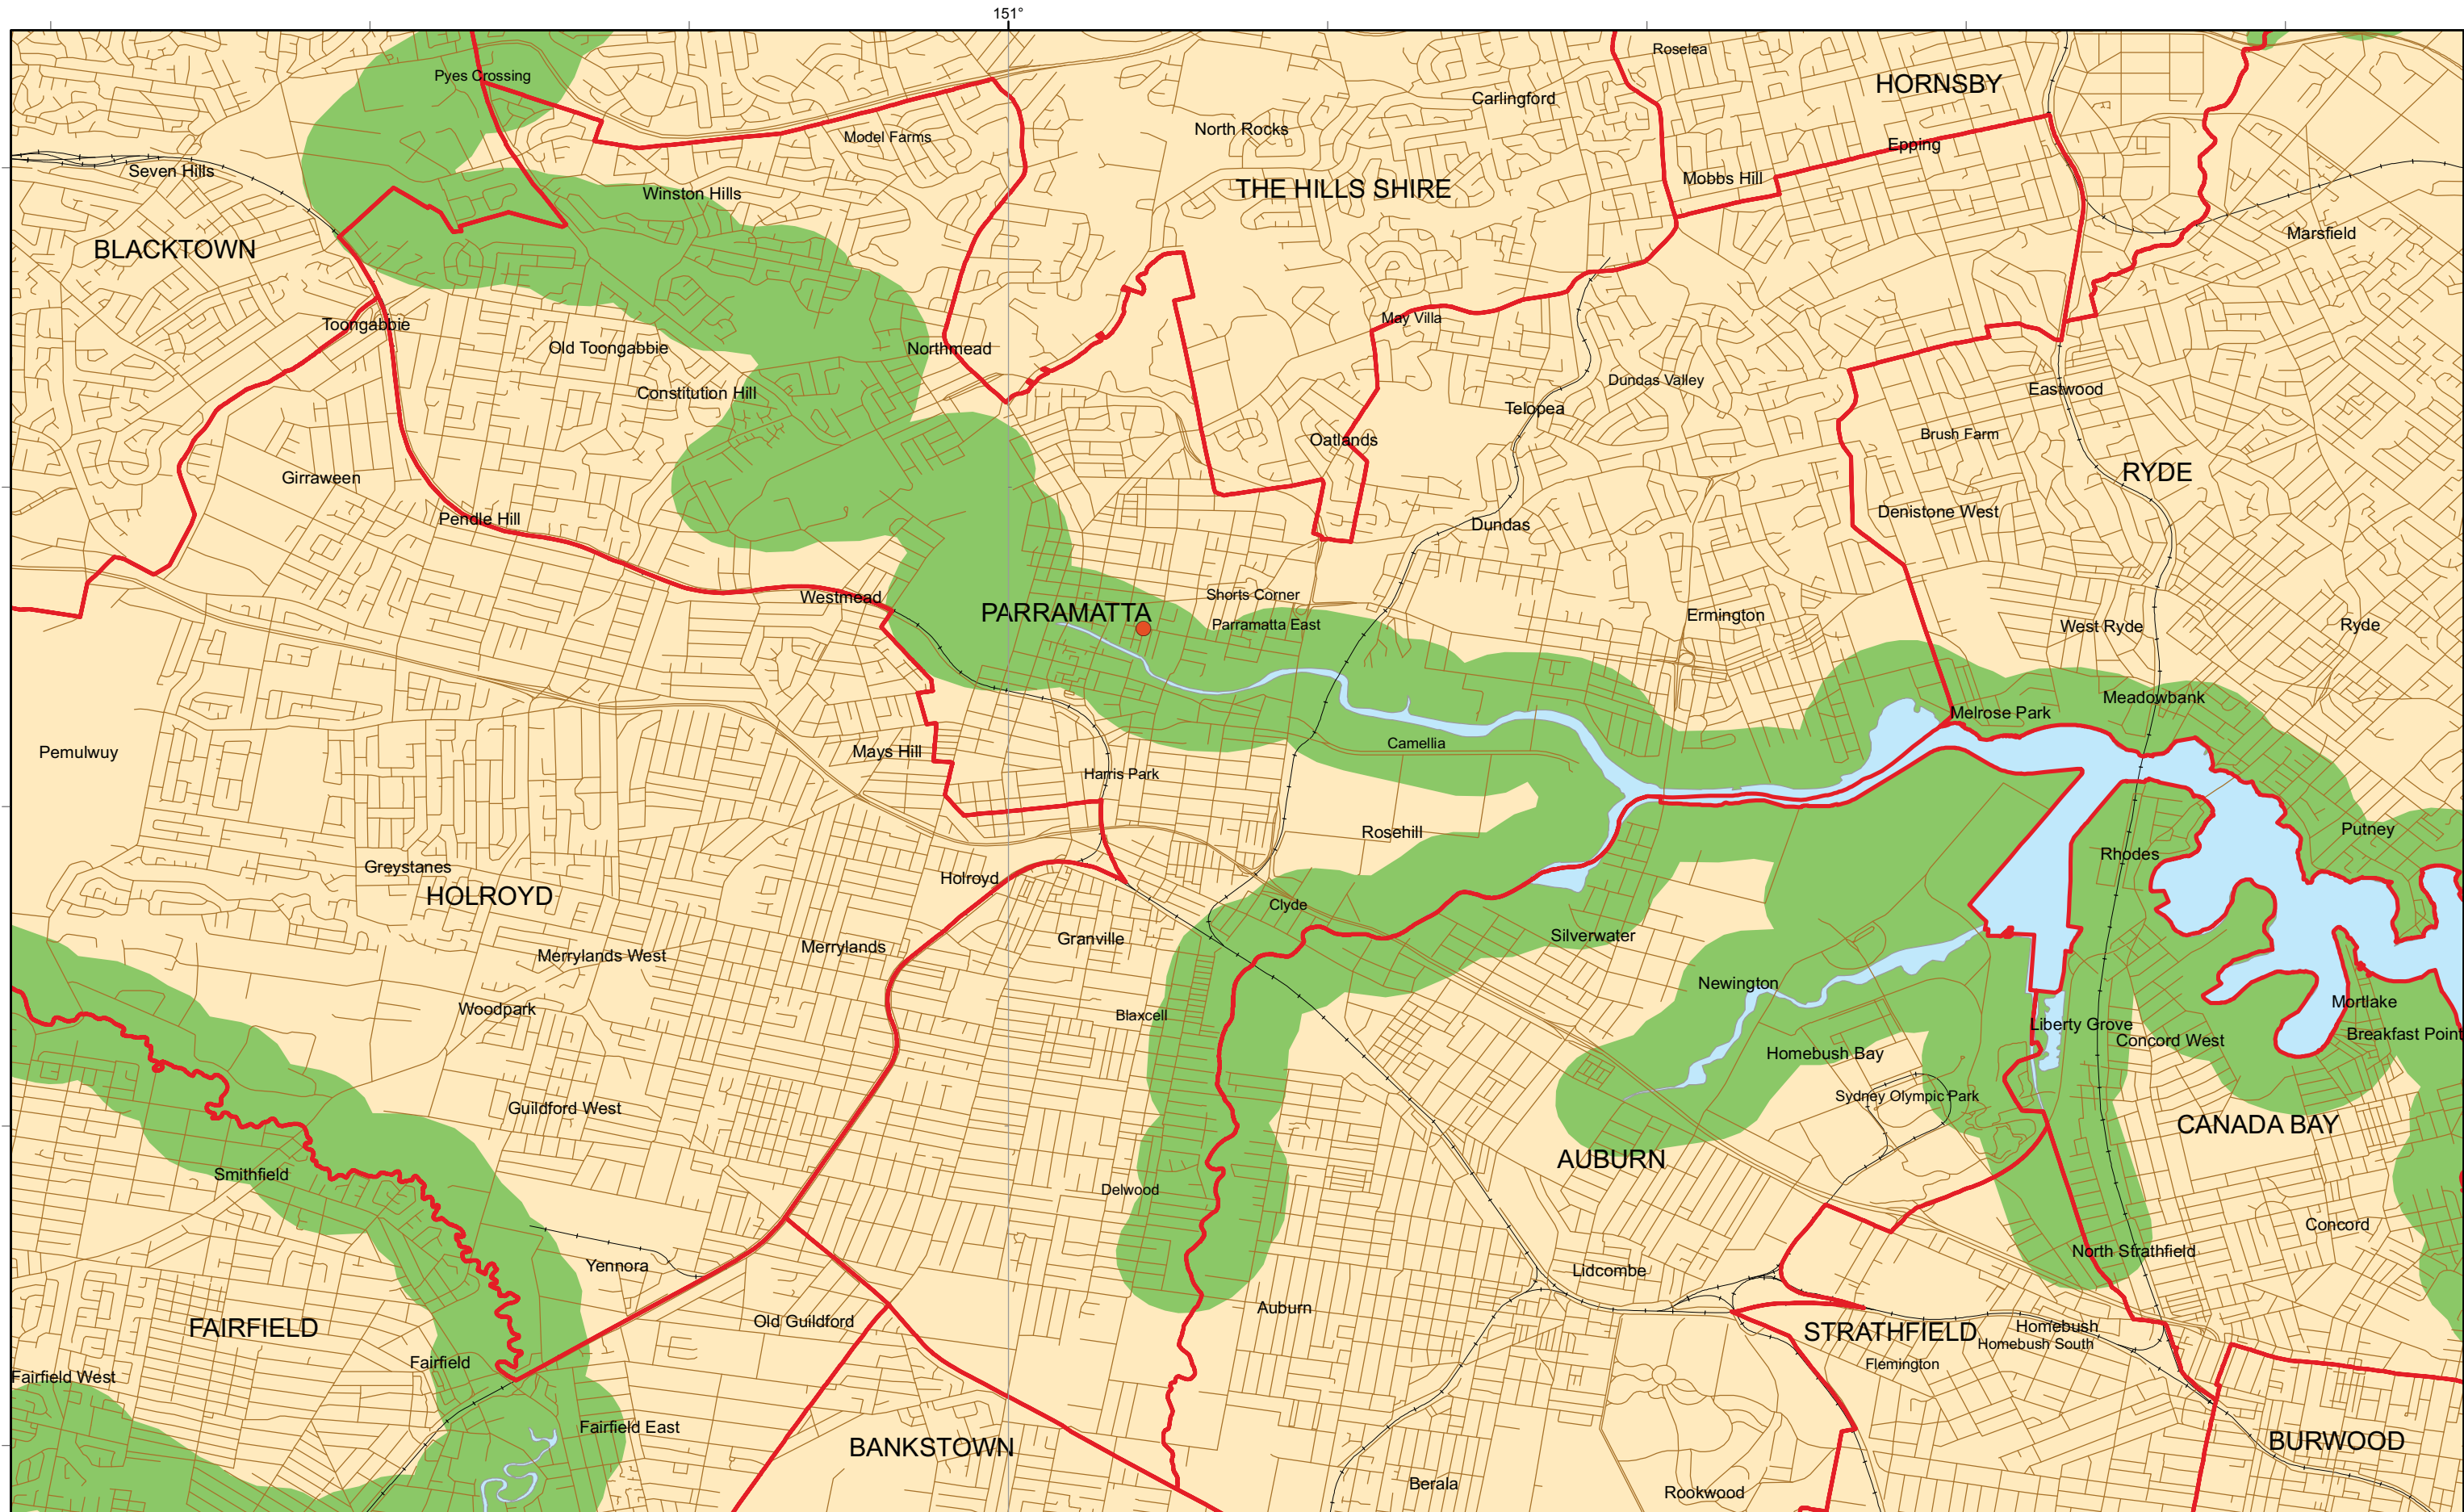 151°
Roselea
Pyes Crossing
HORNSBY
Carlingford
North Rocks
Model Farms
Epping
Seven Hills
Mobbs Hill
THE HILLS SHIRE
Winston Hills
Marsfield
BLACKTOWN
May Villa
Toongabbie
Old Toongabbie
Northmead
Dundas Valley
Eastwood
Constitution Hill
Telopea
Brush Farm
Oatlands
RYDE
Girraween
Denistone West
Pendle Hill
Dundas
Shorts Corner
Westmead
PARRAMATTA
Ermington
Parramatta East
West Ryde
Ryde
Meadowbank
Melrose Park
Camellia
Pemulwuy
Mays Hill
Harris Park
Putney
Rosehill
Rhodes
Greystanes
Holroyd
HOLROYD
Clyde
Silverwater
Granville
Merrylands
Merrylands West
Newington
Mortlake
Woodpark
Blaxcell
Liberty Grove
Breakfast Point
Concord West
Homebush Bay
Sydney Olympic Park
Guildford West
CANADA BAY
AUBURN
Smithfield
Delwood
Concord
North Strathfield
Yennora
Lidcombe
Auburn
Old Guildford
FAIRFIELD
Homebush
STRATHFIELD
Homebush South
Fairfield
Flemington
Fairfield West
Fairfield East
BURWOOD
BANKSTOWN
Berala
Rookwood